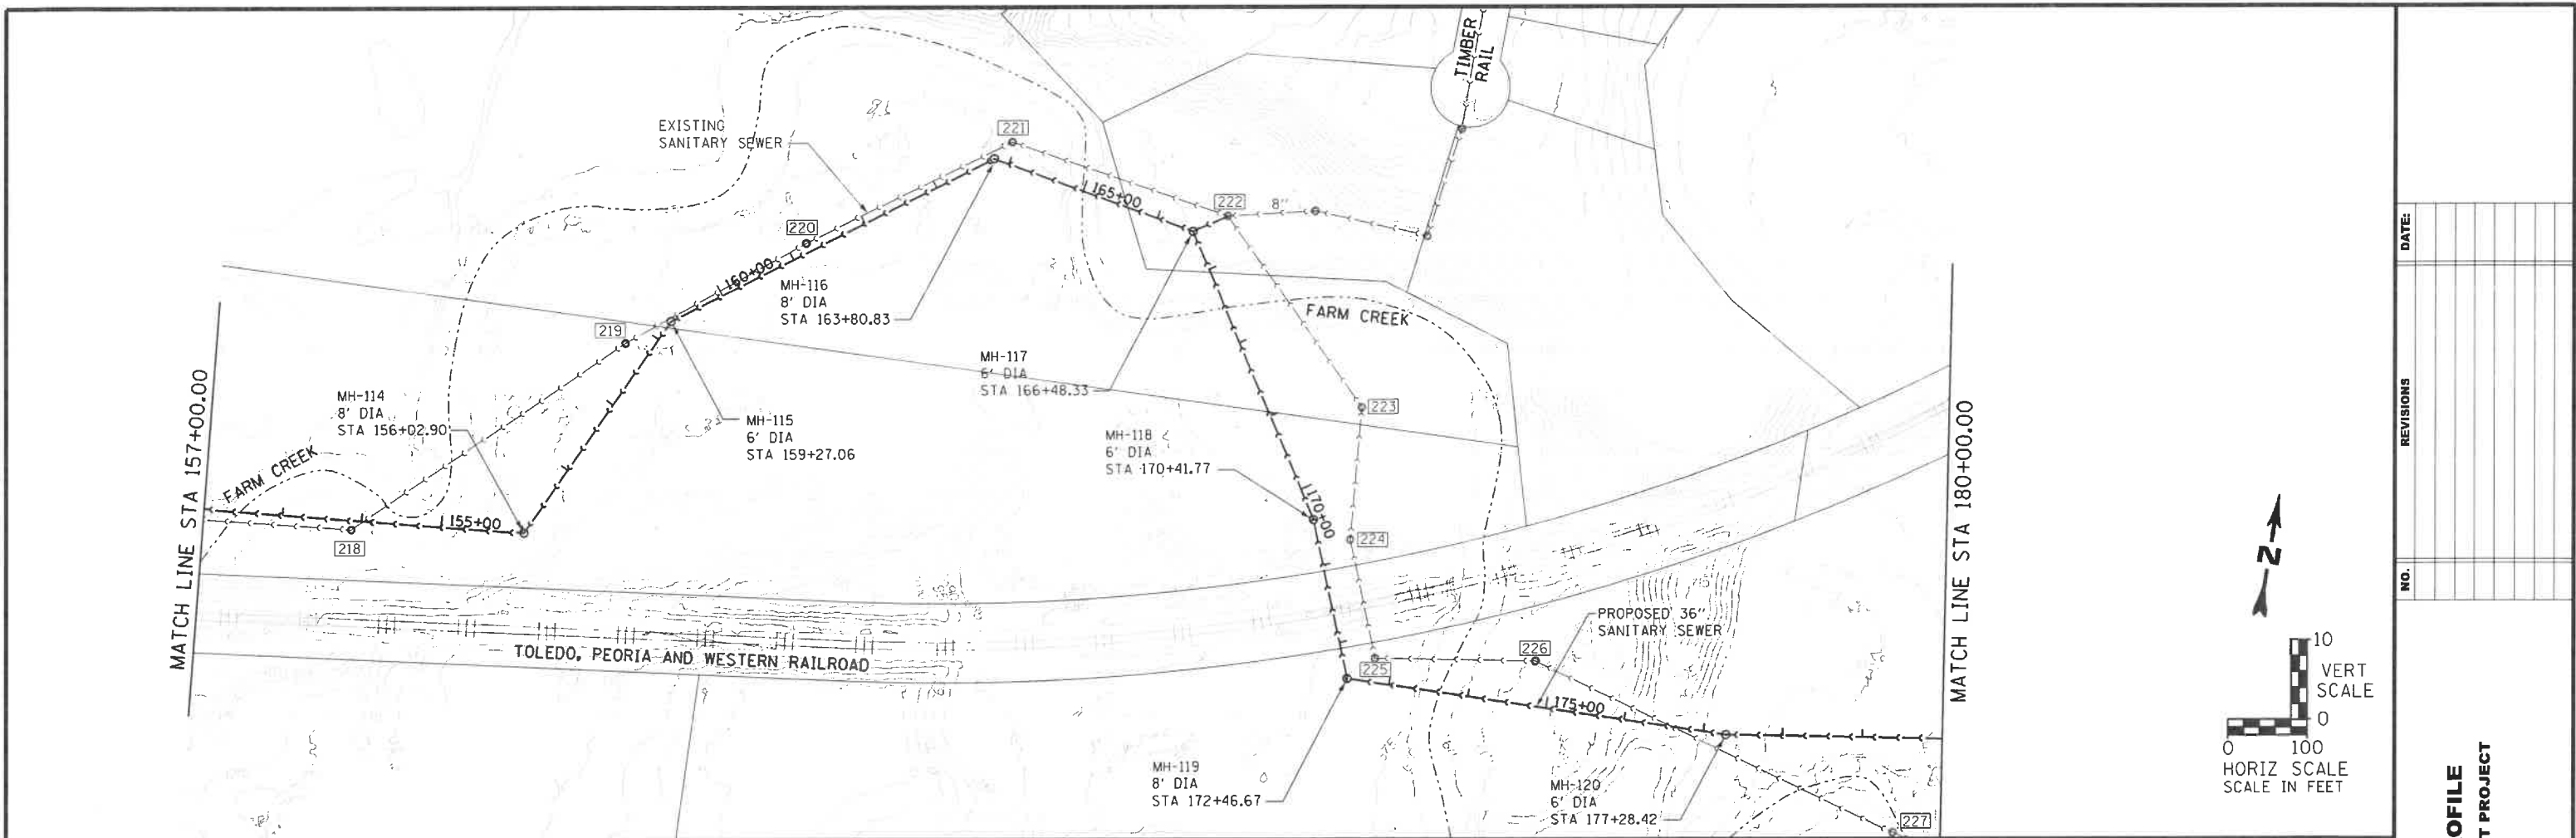 TIMBER
RAIL
EXISTING
SANITARY SEWER
221
165+00
222
8"
220
160+00
MH-116
8' DIA
STA 163+80.83
FARM CREEK
219
MH-117
6' DIA
STA 166+48.33
MATCH LINE STA 157+00.00
MH-114
8' DIA
STA 156+02.90
MH-115
6' DIA
STA 159+27.06
223
MH-118
6' DIA
STA 170+41.77
FARM CREEK
155+00
218
170+00
224
MATCH LINE STA 180+00.00
TOLEDO, PEORIA AND WESTERN RAILROAD
PROPOSED 36"
SANITARY SEWER
225
226
175+00
MH-119
8' DIA
STA 172+46.67
MH-120
6' DIA
STA 177+28.42
227
N
10
VERT
SCALE
0
0 100
HORIZ SCALE
SCALE IN FEET
DATE:
REVISIONS
NO.
OFILE
T PROJECT